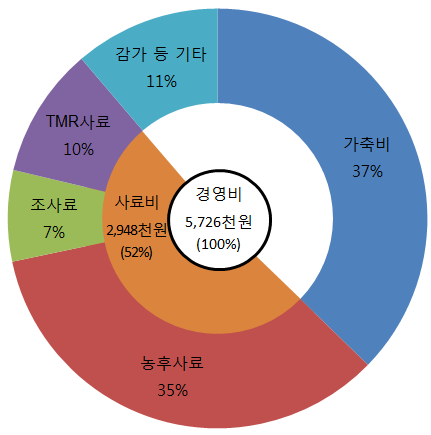 감가 등 기타
11%
가축비
37%
TMR사료
10%
조사료
7%
사료비
2,948천원
(52%)
경영비
5,726천원
(100%)
농후사료
35%